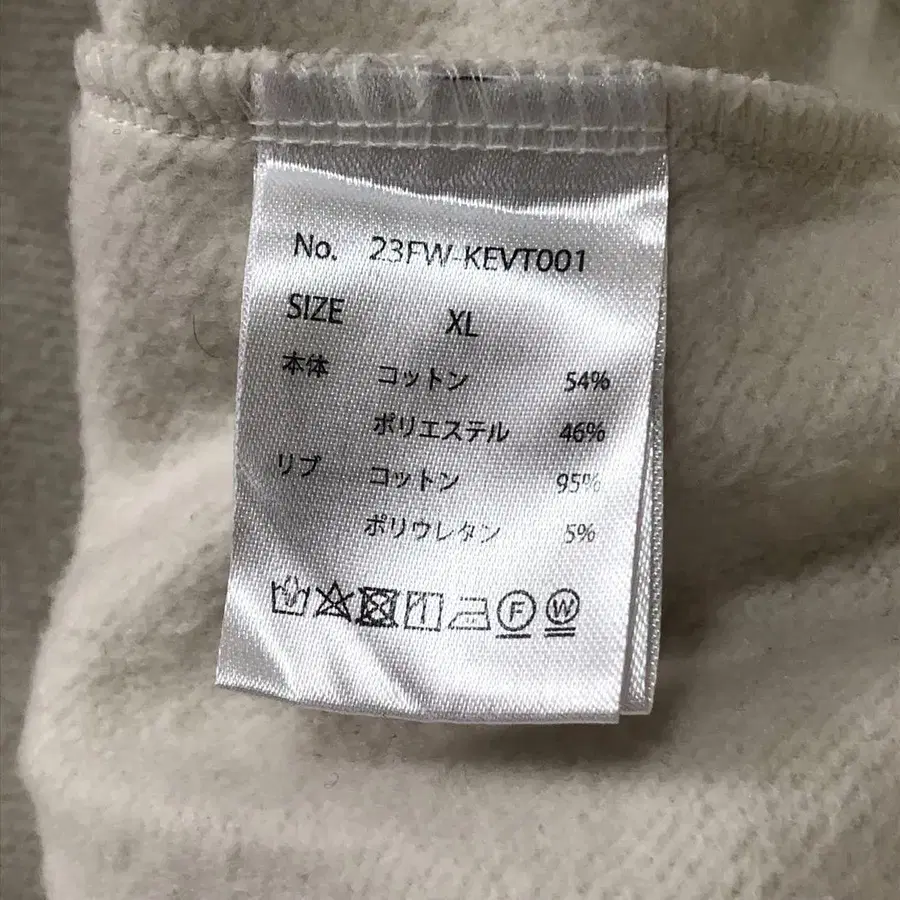 No. 23FW-KEVT001
SIZE XL
本体 コットン 54%
ポリエステル 46%
リブ コットン 95%
ポリウレタン 5%
F W